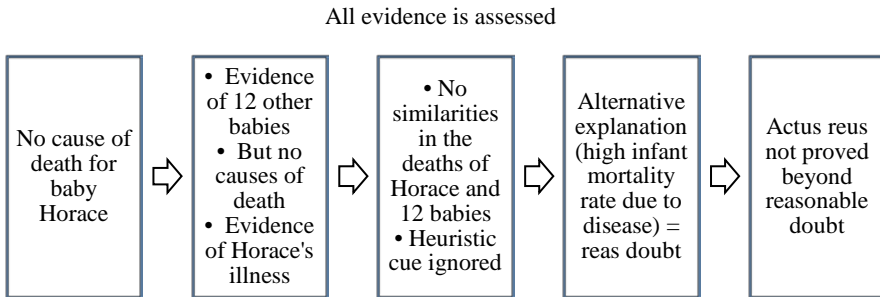 All evidence is assessed
No cause of
death for
baby
Horace
• Evidence
of 12 other
babies
• But no
causes of
death
• Evidence
of Horace's
illness
• No
similarities
in the
deaths of
Horace and
12 babies
• Heuristic
cue ignored
Alternative
explanation
(high infant
mortality
rate due to
disease) =
reas doubt
Actus reus
not proved
beyond
reasonable
doubt